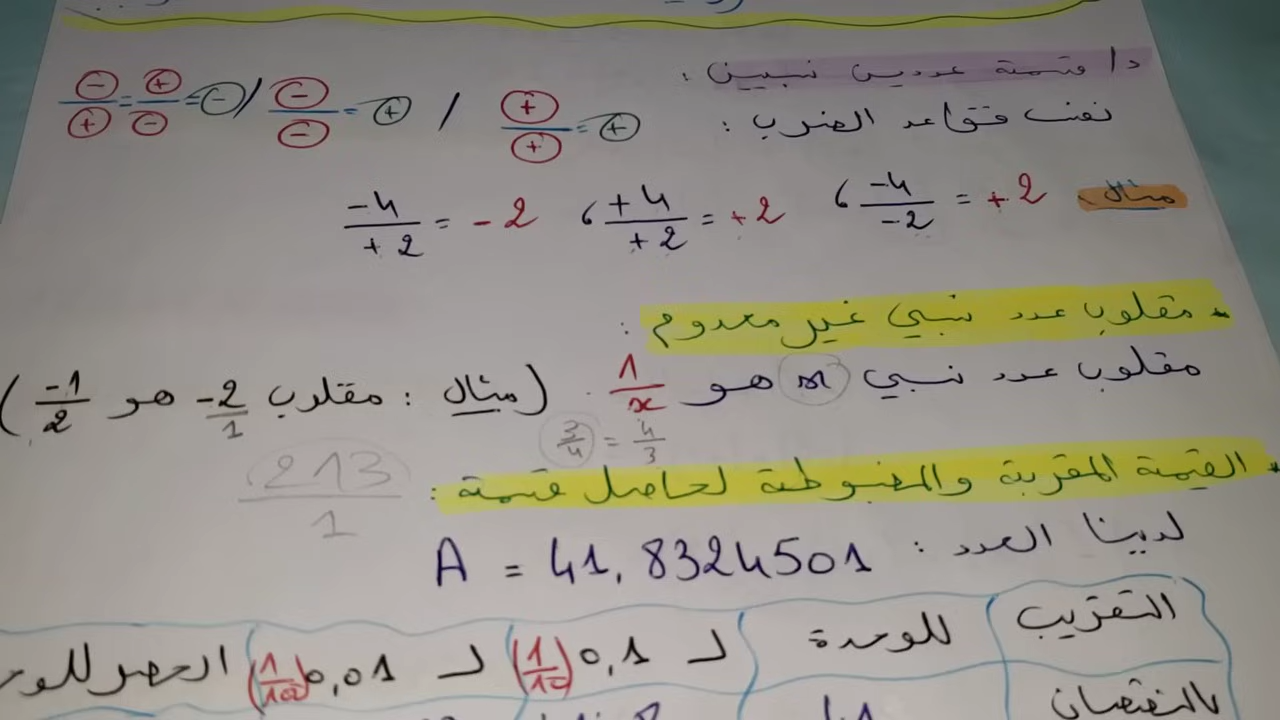 د/ قسمة عددين نسبيين :
نفس قواعد الضرب : (+)/(+) = (+) / (-)/(-) = (+) / (-)/(+) = (+)/(-) = (-)
مثال -4/-2 = +2 ، +4/+2 = +2 ، -4/+2 = -2
مقلوب عدد نسبي غير معدوم :
مقلوب عدد نسبي x هو 1/x . (مثال : مقلوب -2/1 هو -1/2)
3/4 = 4/3
القيمة المقربة والمضبوطة لحاصل قسمة :
213/1
لدينا العدد : A = 41,8324501
التقريب للوحدة لـ 0,1 (1/10) لـ 0,01 الحصر
بالنقصان 41